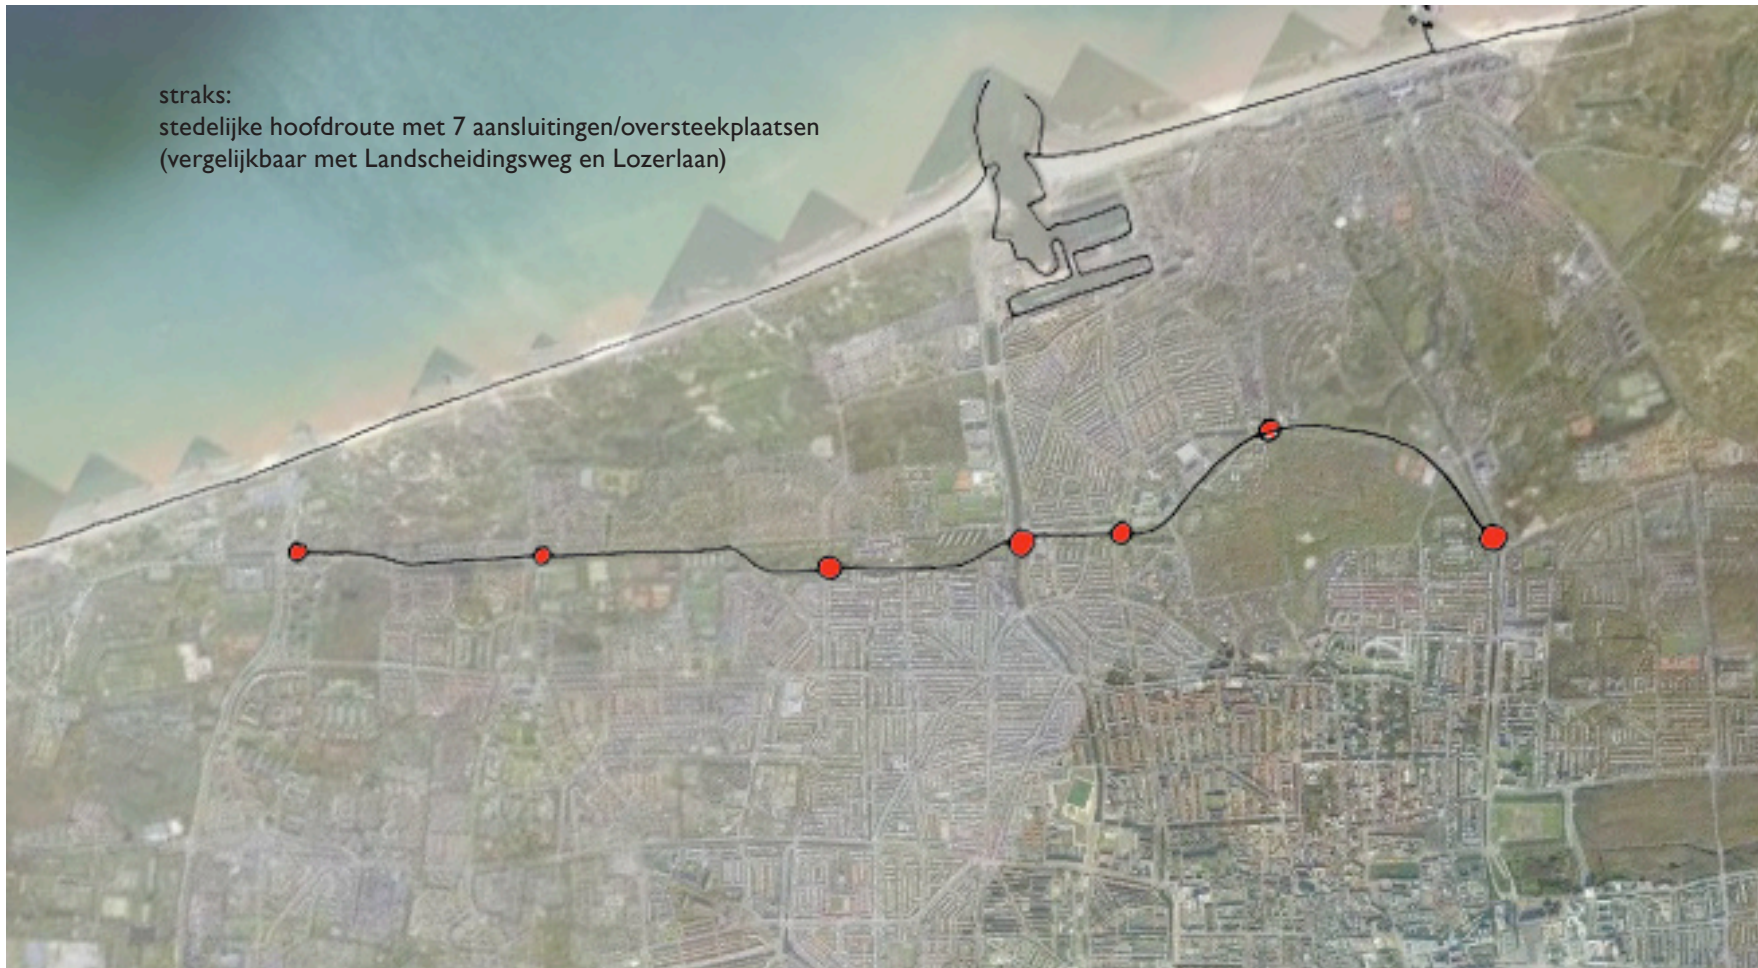 straks:
stedelijke hoofdroute met 7 aansluitingen/oversteekplaatsen
(vergelijkbaar met Landscheidingsweg en Lozerlaan)